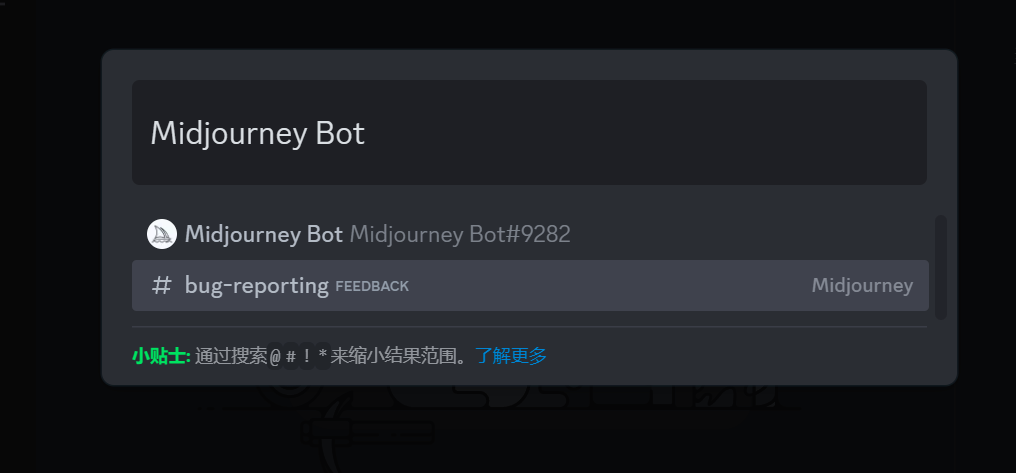 Midjourney Bot
Midjourney Bot Midjourney Bot#9282
# bug-reporting FEEDBACK Midjourney
小贴士: 通过搜索 @ # ! * 来缩小结果范围。了解更多